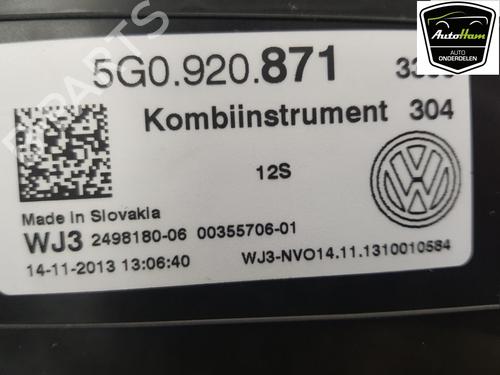 AutoHam
AUTO
ONDERDELEN
5G0.920.871
Kombiinstrument 304
12S
Made in Slovakia
WJ3 2498180-06 00355706-01
14-11-2013 13:06:40 WJ3-NVO14.11.1310010584
PARTS